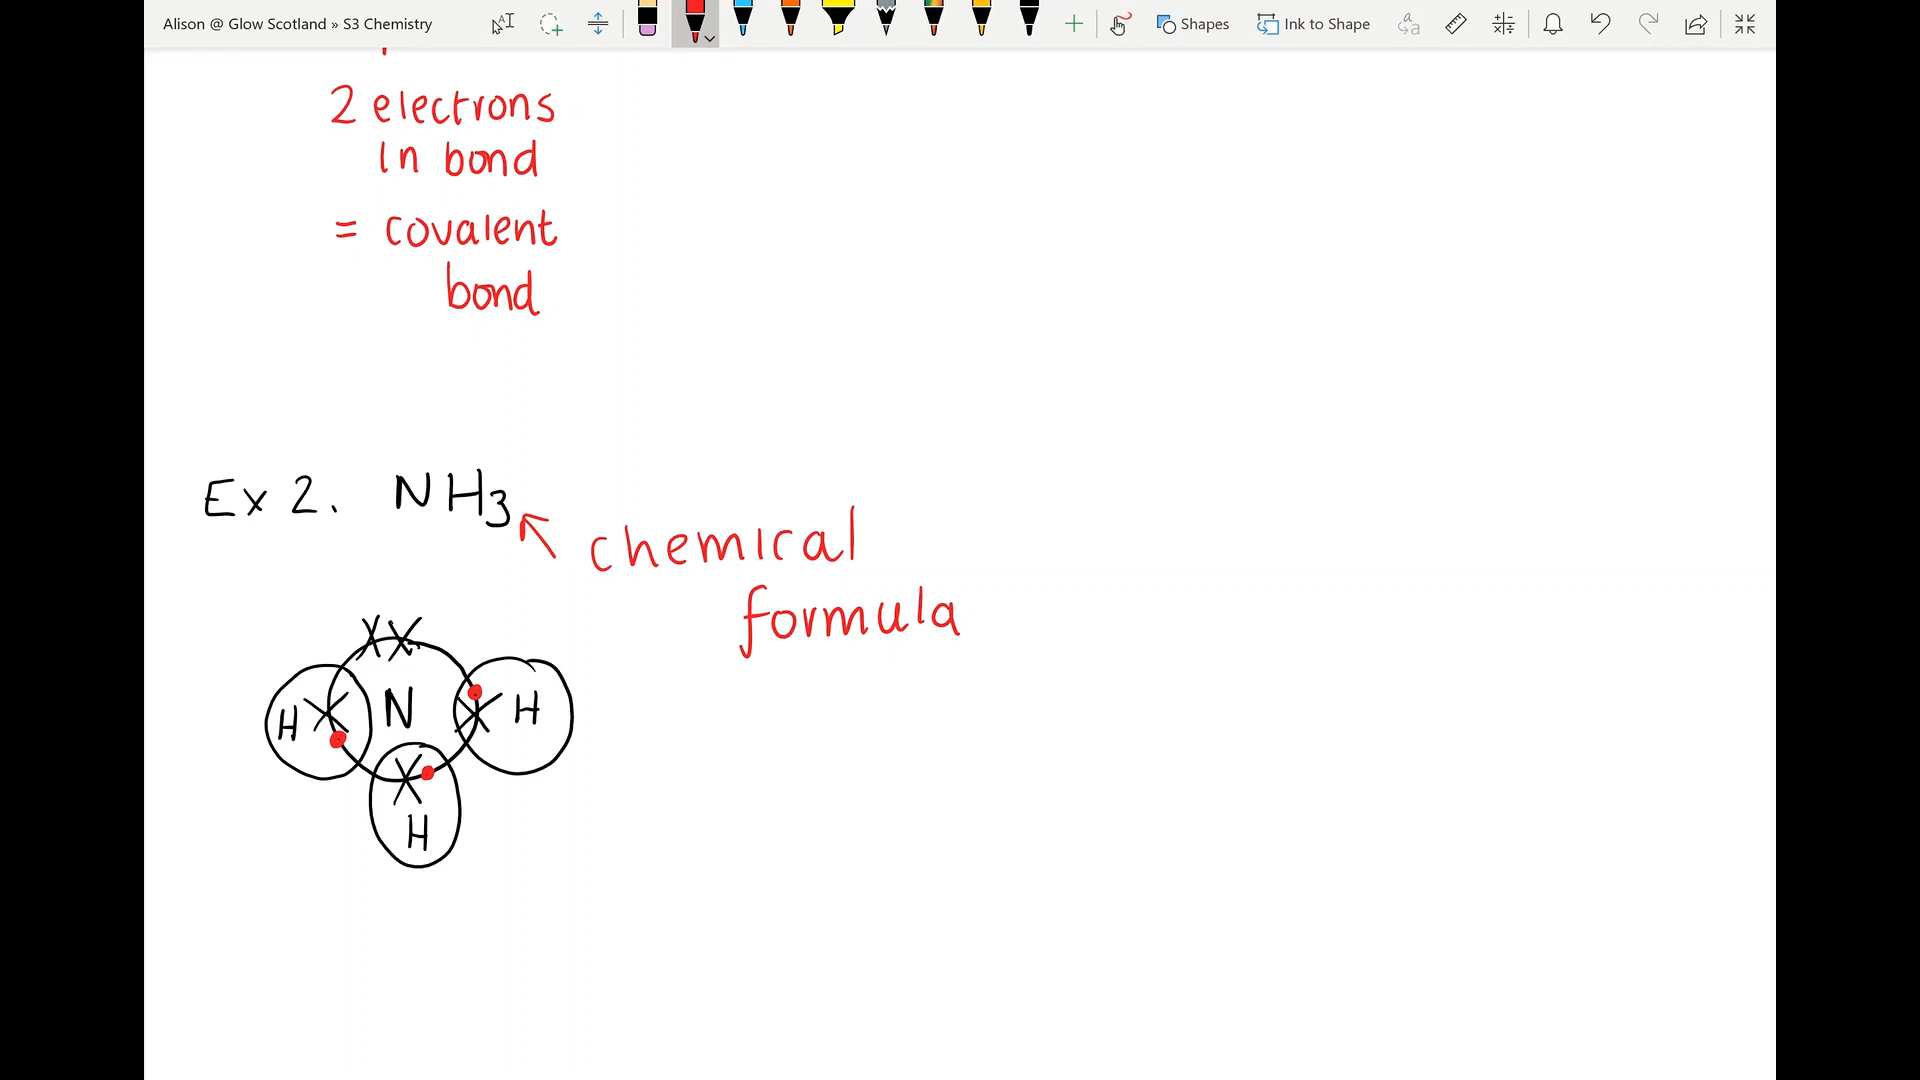 Alison @ Glow Scotland » S3 Chemistry
Shapes
Ink to Shape
2 electrons
in bond
= covalent
bond
Ex 2. NH3
chemical
formula
XX
H X N X H
X
H